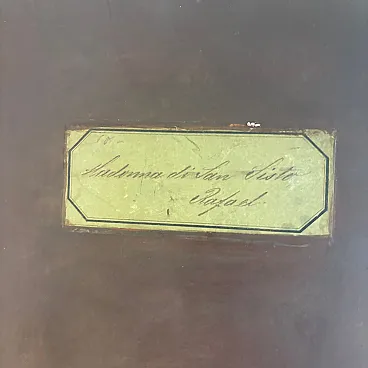 Madonna di San Sisto
Rafael